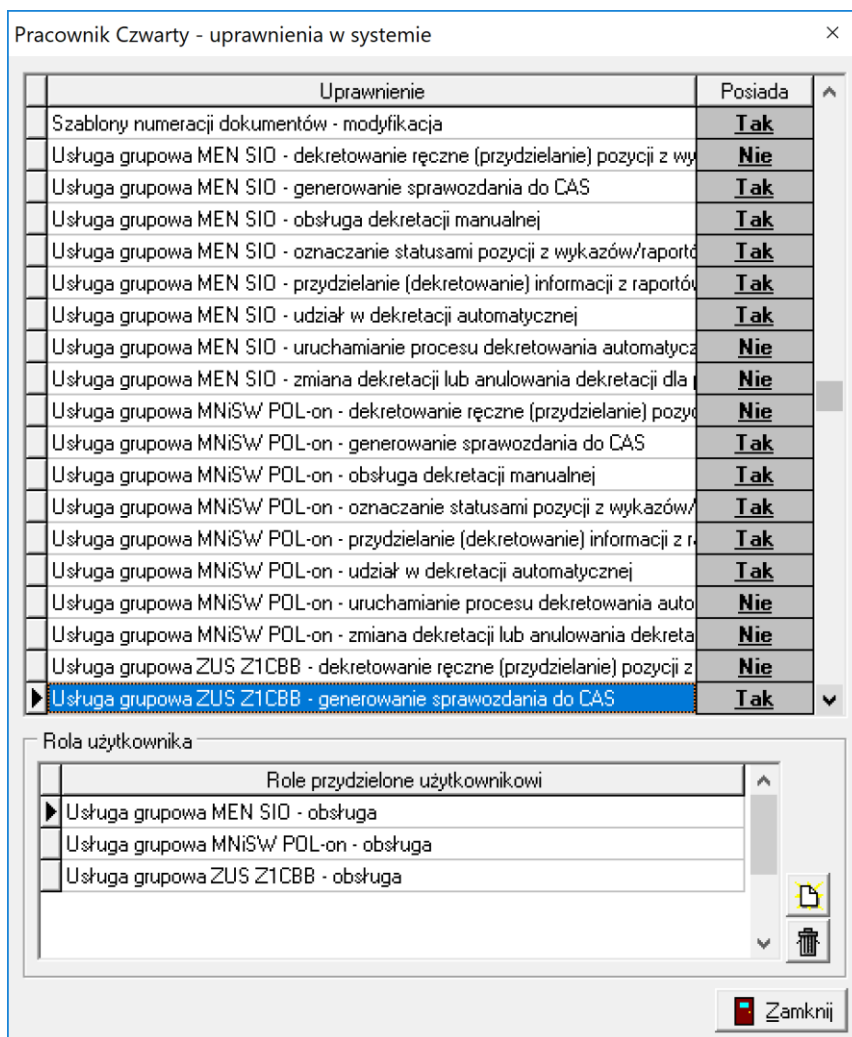 Pracownik Czwarty - uprawnienia w systemie
Uprawnienie Posiada
Szablony numeracji dokumentów - modyfikacja Tak
Usługa grupowa MEN SIO - dekretowanie ręczne (przydzielanie) pozycji z wy Nie
Usługa grupowa MEN SIO - generowanie sprawozdania do CAS Tak
Usługa grupowa MEN SIO - obsługa dekretacji manualnej Tak
Usługa grupowa MEN SIO - oznaczanie statusami pozycji z wykazów/raportó Tak
Usługa grupowa MEN SIO - przydzielanie (dekretowanie) informacji z raportów Tak
Usługa grupowa MEN SIO - udział w dekretacji automatycznej Tak
Usługa grupowa MEN SIO - uruchamianie procesu dekretowania automatycz Nie
Usługa grupowa MEN SIO - zmiana dekretacji lub anulowania dekretacji dla p Nie
Usługa grupowa MNiSW POL-on - dekretowanie ręczne (przydzielanie) pozyc Nie
Usługa grupowa MNiSW POL-on - generowanie sprawozdania do CAS Tak
Usługa grupowa MNiSW POL-on - obsługa dekretacji manualnej Tak
Usługa grupowa MNiSW POL-on - oznaczanie statusami pozycji z wykazów/ Tak
Usługa grupowa MNiSW POL-on - przydzielanie (dekretowanie) informacji z ra Tak
Usługa grupowa MNiSW POL-on - udział w dekretacji automatycznej Tak
Usługa grupowa MNiSW POL-on - uruchamianie procesu dekretowania auto Nie
Usługa grupowa MNiSW POL-on - zmiana dekretacji lub anulowania dekreta Nie
Usługa grupowa ZUS Z1CBB - dekretowanie ręczne (przydzielanie) pozycji z Nie
Usługa grupowa ZUS Z1CBB - generowanie sprawozdania do CAS Tak
Rola użytkownika
Role przydzielone użytkownikowi
Usługa grupowa MEN SIO - obsługa
Usługa grupowa MNiSW POL-on - obsługa
Usługa grupowa ZUS Z1CBB - obsługa
Zamknij